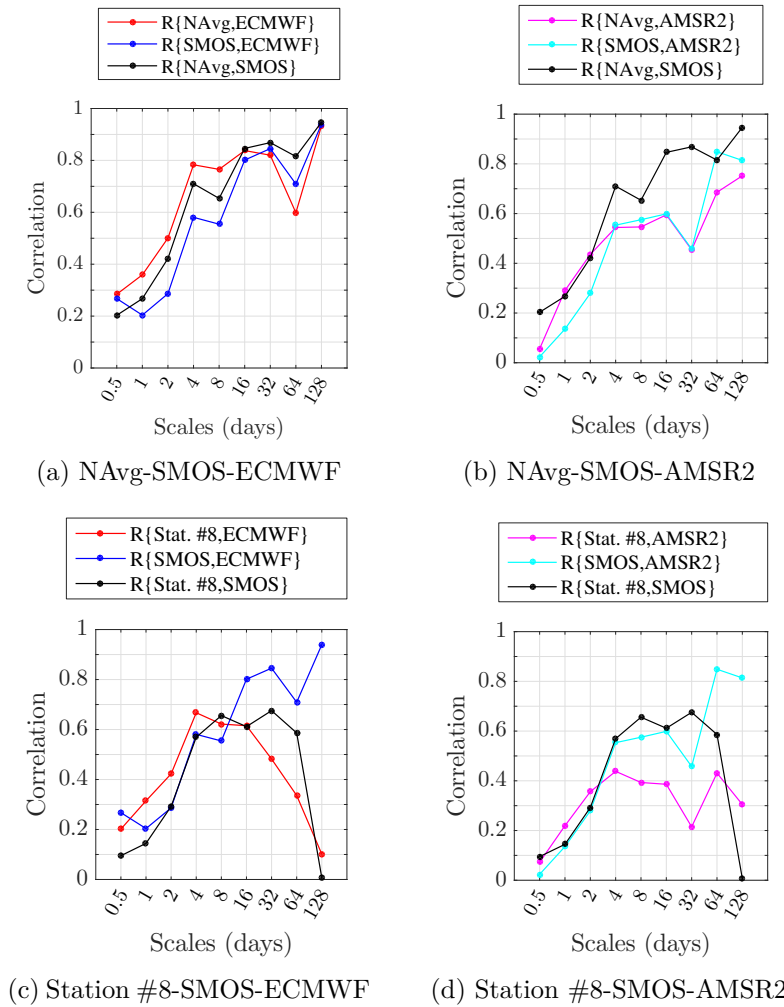 R{NAvg,ECMWF}
R{SMOS,ECMWF}
R{NAvg,SMOS}
1
0.8
0.6
0.4
0.2
0
Correlation
0.5 1 2 4 8 16 32 64 128
Scales (days)
(a) NAvg-SMOS-ECMWF
R{NAvg,AMSR2}
R{SMOS,AMSR2}
R{NAvg,SMOS}
1
0.8
0.6
0.4
0.2
0
Correlation
0.5 1 2 4 8 16 32 64 128
Scales (days)
(b) NAvg-SMOS-AMSR2
R{Stat. #8,ECMWF}
R{SMOS,ECMWF}
R{Stat. #8,SMOS}
1
0.8
0.6
0.4
0.2
0
Correlation
0.5 1 2 4 8 16 32 64 128
Scales (days)
(c) Station #8-SMOS-ECMWF
R{Stat. #8,AMSR2}
R{SMOS,AMSR2}
R{Stat. #8,SMOS}
1
0.8
0.6
0.4
0.2
0
Correlation
0.5 1 2 4 8 16 32 64 128
Scales (days)
(d) Station #8-SMOS-AMSR2